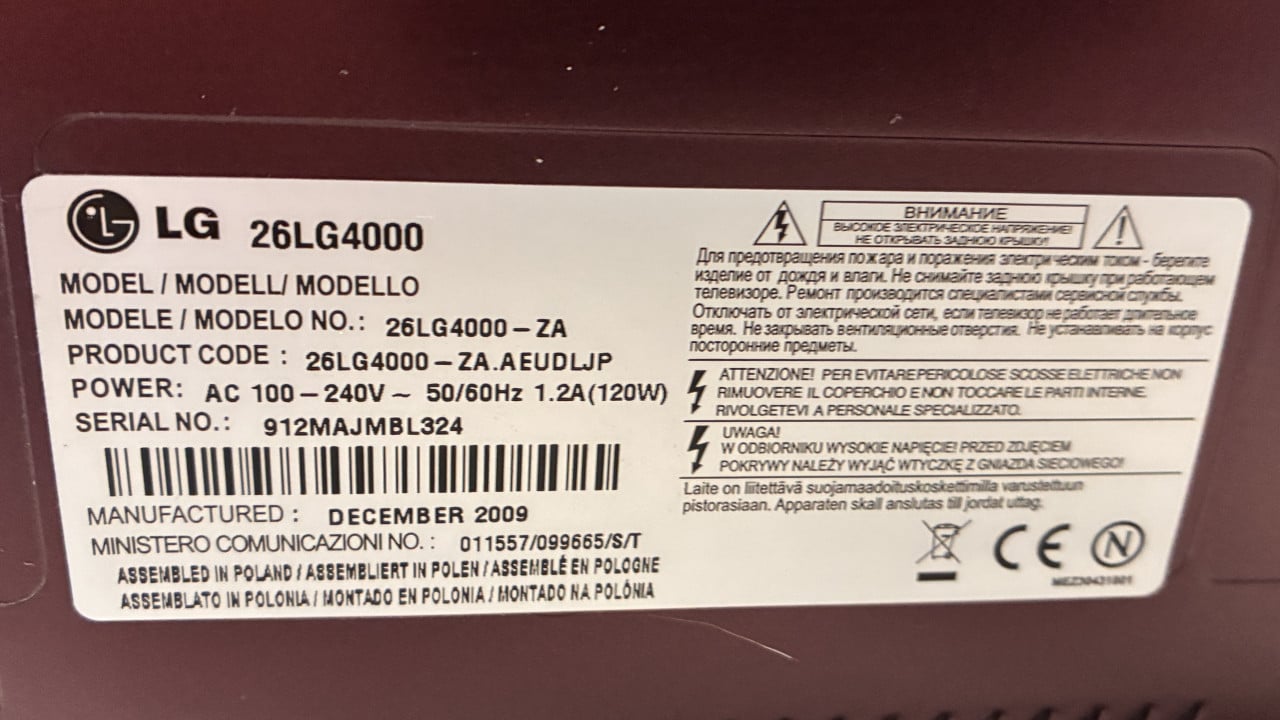 LG 26LG4000
MODEL / MODELL/ MODELLO
MODELE / MODELO NO.: 26LG4000-ZA
PRODUCT CODE : 26LG4000-ZA.AEUDLJP
POWER: AC 100-240V ~ 50/60Hz 1.2A(120W)
SERIAL NO.: 912MAJMBL324
MANUFACTURED : DECEMBER 2009
MINISTERO COMUNICAZIONI NO. : 011557/099665/S/T
ASSEMBLED IN POLAND / ASSEMBLIERT IN POLEN / ASSEMBLÉ EN POLOGNE
ASSEMBLATO IN POLONIA / MONTADO EN POLONIA / MONTADO NA POLÓNIA
ВНИМАНИЕ
ВЫСОКОЕ ЭЛЕКТРИЧЕСКОЕ НАПРЯЖЕНИЕ!
НЕ ОТКРЫВАТЬ ЗАДНЮЮ КРЫШКУ!
Для предотвращения пожара и поражения электрическим током - берегите
изделие от дождя и влаги. Не снимайте заднюю крышку при работающем
телевизоре. Ремонт производится специалистами сервисной службы.
Отключать от электрической сети, если телевизор не работает длительное
время. Не закрывать вентиляционные отверстия. Не устанавливать на корпус
посторонние предметы.
ATTENZIONE! PER EVITARE PERICOLOSE SCOSSE ELETTRICHE NON
RIMUOVERE IL COPERCHIO E NON TOCCARE LE PARTI INTERNE.
RIVOLGETEVI A PERSONALE SPECIALIZZATO.
UWAGA!
W ODBIORNIKU WYSOKIE NAPIĘCIE! PRZED ZDJĘCIEM
POKRYWY NALEŻY WYJĄĆ WTYCZKĘ Z GNIAZDA SIECIOWEGO!
Laite on liitettävä suojamaadoituskoskettimilla varustettuun
pistorasiaan. Apparaten skall anslutas till jordat uttag.
CE N